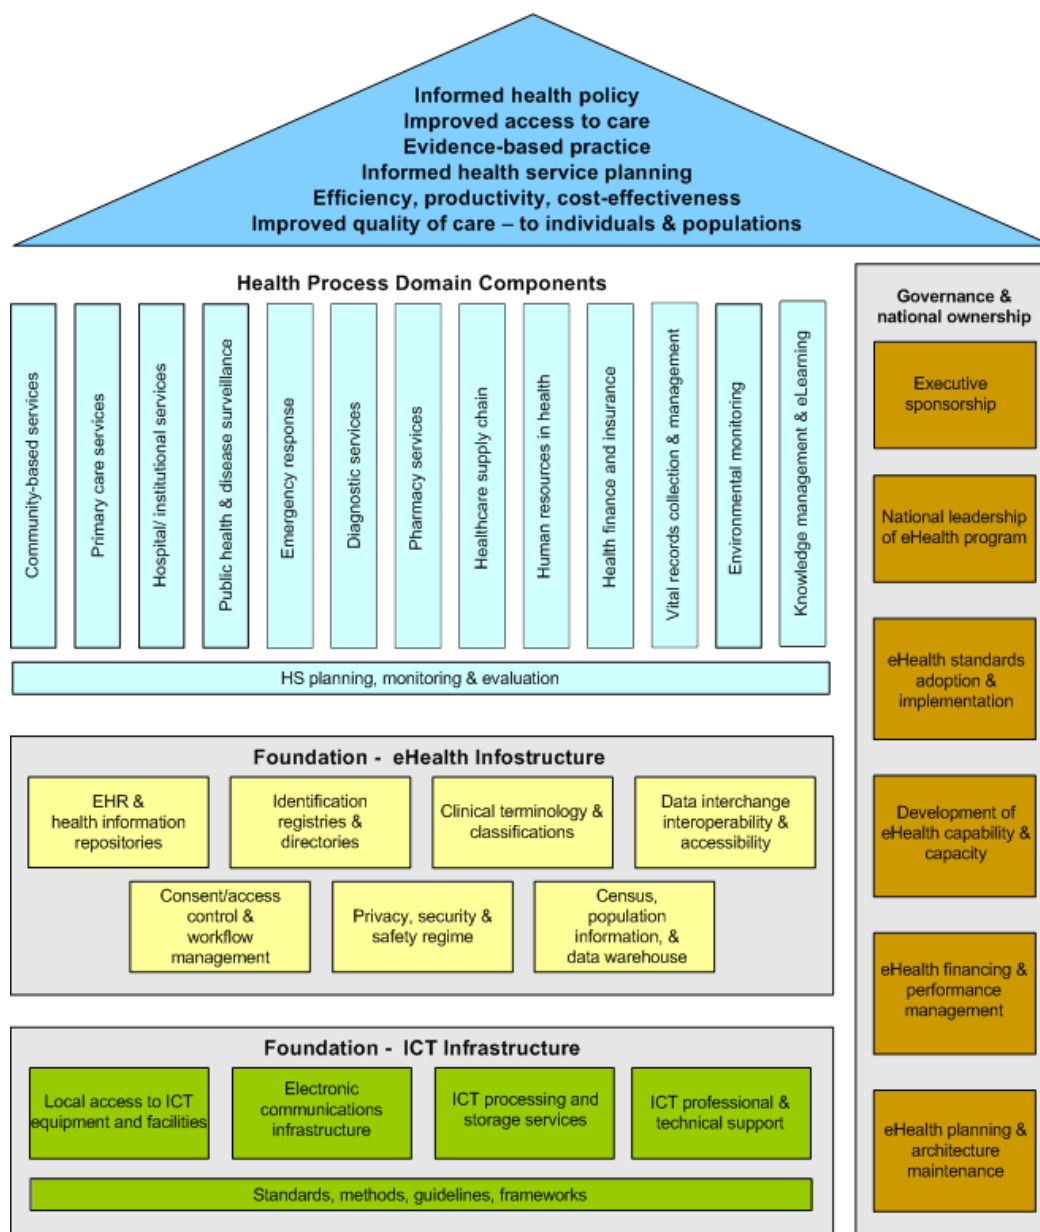 Informed health policy
Improved access to care
Evidence-based practice
Informed health service planning
Efficiency, productivity, cost-effectiveness
Improved quality of care – to individuals & populations
Health Process Domain Components
Community-based services
Primary care services
Hospital/ institutional services
Public health & disease surveillance
Emergency response
Diagnostic services
Pharmacy services
Healthcare supply chain
Human resources in health
Health finance and insurance
Vital records collection & management
Environmental monitoring
Knowledge management & eLearning
HS planning, monitoring & evaluation
Foundation - eHealth Infostructure
EHR &
health information
repositories
Identification
registries &
directories
Clinical terminology &
classifications
Data interchange
interoperability &
accessibility
Consent/access
control &
workflow
management
Privacy, security &
safety regime
Census,
population
information, &
data warehouse
Foundation - ICT Infrastructure
Local access to ICT
equipment and facilities
Electronic
communications
infrastructure
ICT processing and
storage services
ICT professional &
technical support
Standards, methods, guidelines, frameworks
Governance &
national ownership
Executive
sponsorship
National leadership
of eHealth program
eHealth standards
adoption &
implementation
Development of
eHealth capability &
capacity
eHealth financing &
performance
management
eHealth planning &
architecture
maintenance